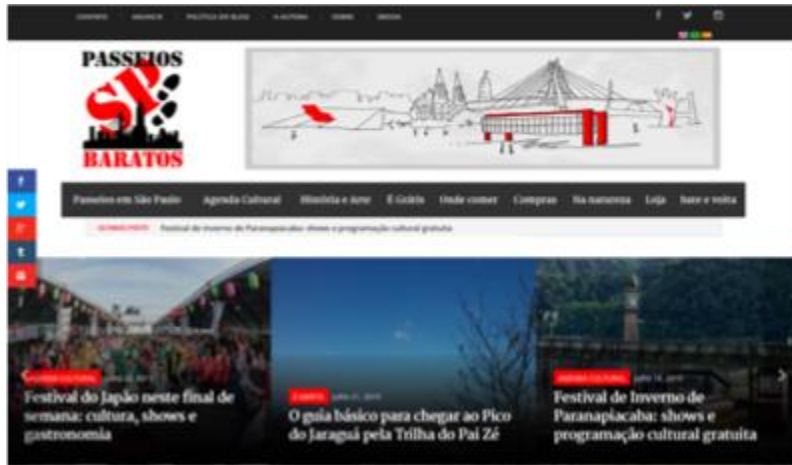 CONTATO ANUNCIE POLÍTICA DO BLOG A AUTORA SOBRE
PASSEIOS
SP
BARATOS
Passeios em São Paulo Agenda Cultural História e Arte É Grátis Onde comer Compras Na natureza Loja bate e volta
Festival de Inverno de Paranapiacaba: shows e programação cultural gratuita
AGENDA CULTURAL
Festival do Japão neste final de
semana: cultura, shows e
gastronomia
É GRÁTIS
O guia básico para chegar ao Pico
do Jaraguá pela Trilha do Pai Zé
AGENDA CULTURAL
Festival de Inverno de
Paranapiacaba: shows e
programação cultural gratuita